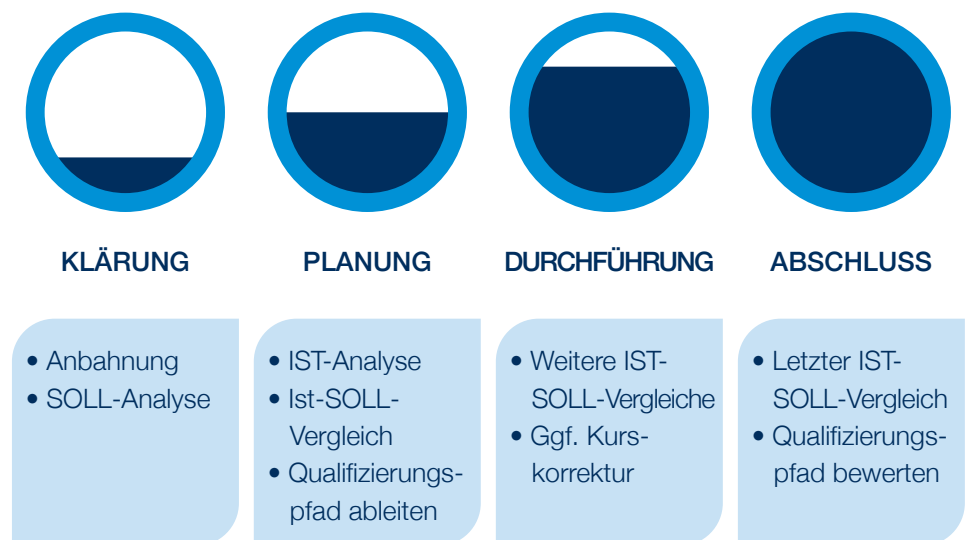 KLÄRUNG
PLANUNG
DURCHFÜHRUNG
ABSCHLUSS
• Anbahnung
• SOLL-Analyse
• IST-Analyse
• Ist-SOLL-
Vergleich
• Qualifizierungs-
pfad ableiten
• Weitere IST-
SOLL-Vergleiche
• Ggf. Kurs-
korrektur
• Letzter IST-
SOLL-Vergleich
• Qualifizierungs-
pfad bewerten